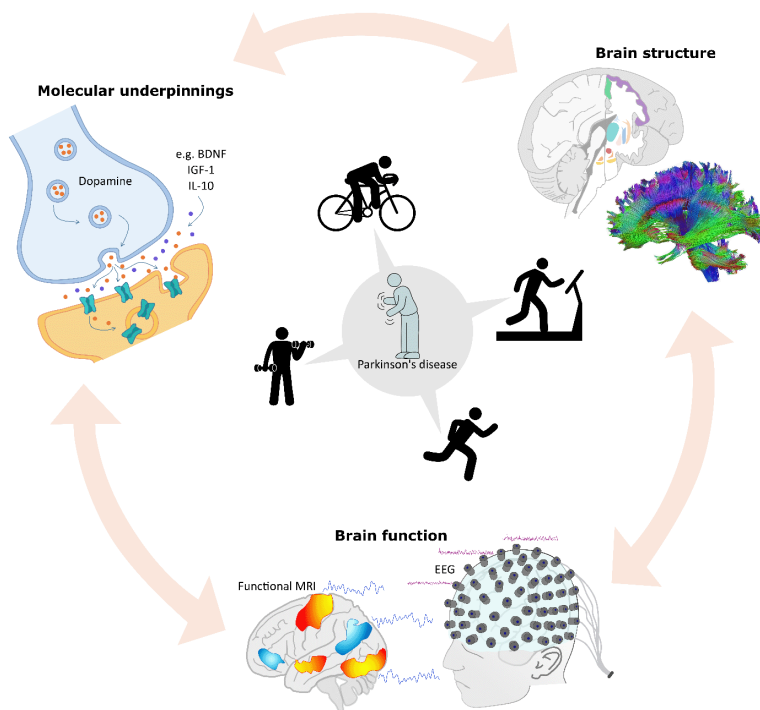 Brain structure
Molecular underpinnings
e.g. BDNF
IGF-1
IL-10
Dopamine
Parkinson's disease
Brain function
EEG
Functional MRI